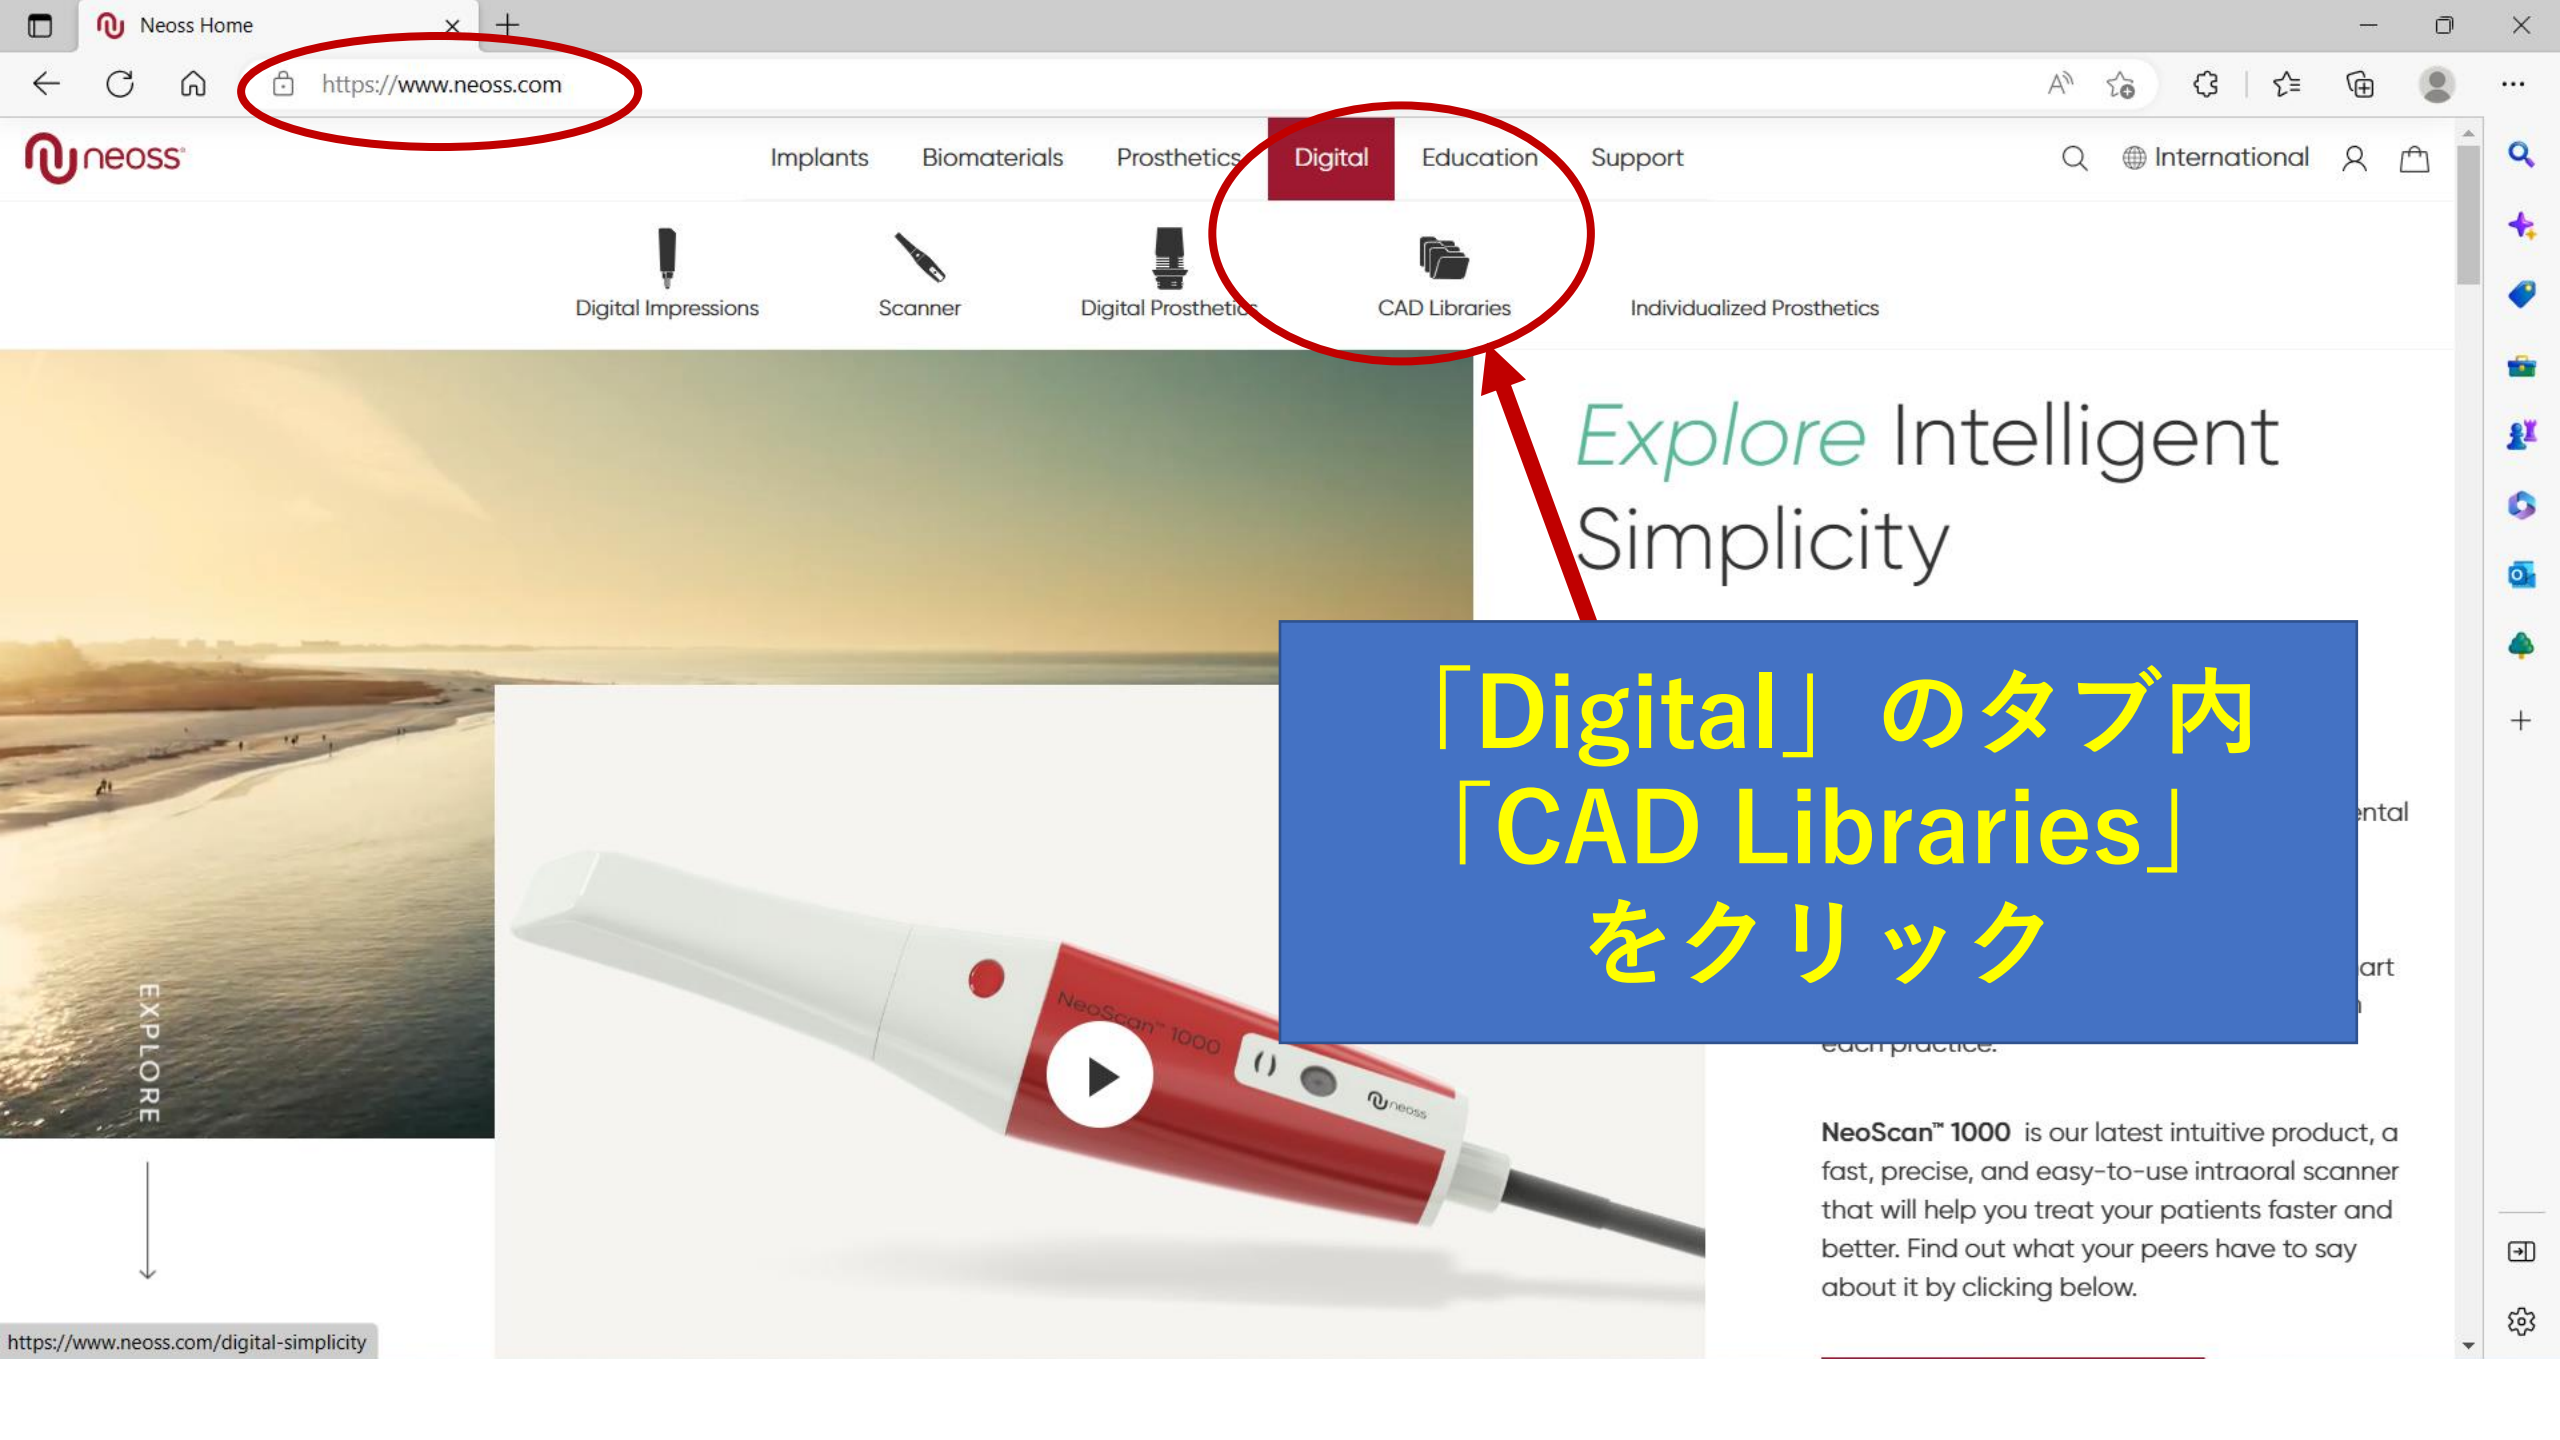 Neoss Home
https://www.neoss.com
neoss
Implants Biomaterials Prosthetics Digital Education Support
International
Digital Impressions Scanner Digital Prosthetics CAD Libraries Individualized Prosthetics
Explore Intelligent
Simplicity
「Digital」のタブ内
「CAD Libraries」
をクリック
ental
art
each practice.
EXPLORE
NeoScan™ 1000
neoss
NeoScan™ 1000 is our latest intuitive product, a
fast, precise, and easy-to-use intraoral scanner
that will help you treat your patients faster and
better. Find out what your peers have to say
about it by clicking below.
https://www.neoss.com/digital-simplicity